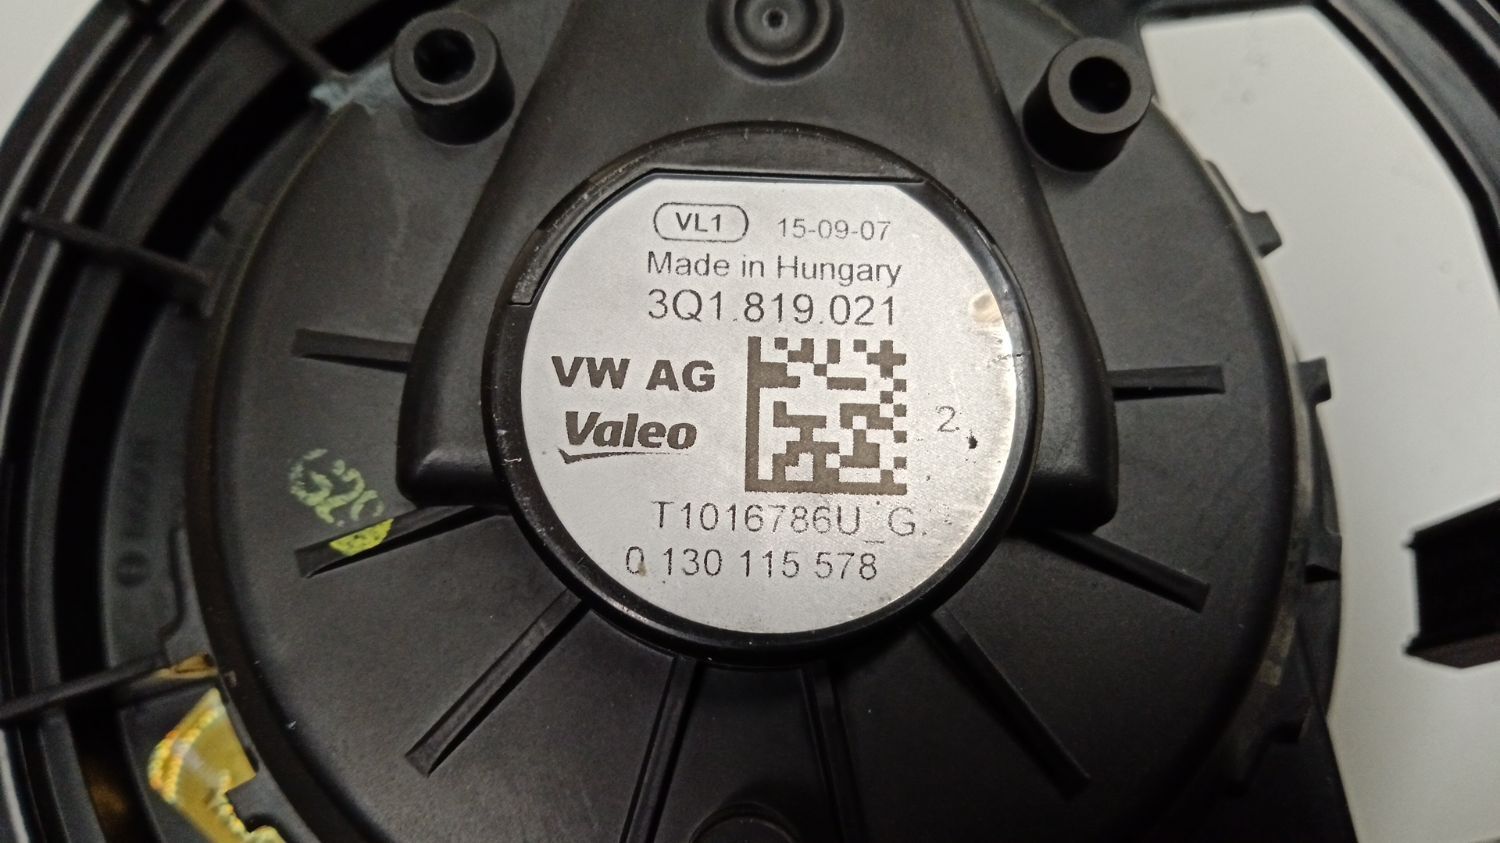 VL1 15-09-07
Made in Hungary
3Q1.819.021
VW AG
Valeo
2
T1016786U_G.
0 130 115 578